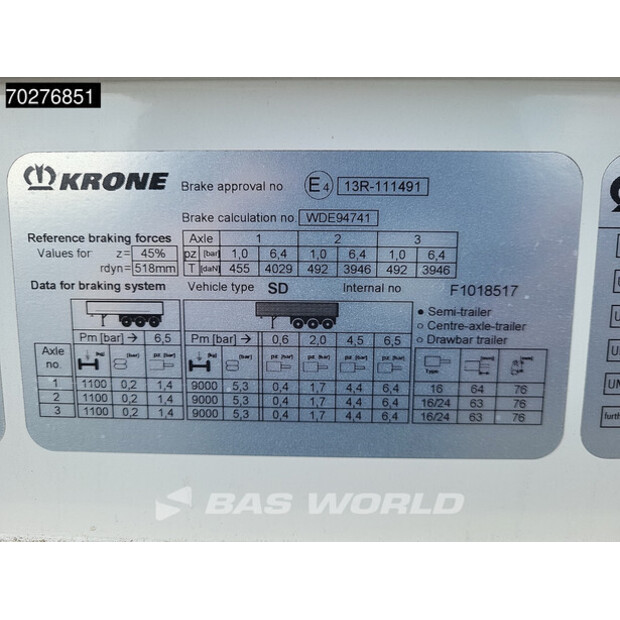 70276851
KRONE Brake approval no E4 13R-111491
Brake calculation no. WDE94741
Reference braking forces Axle 1 2 3
Values for z= 45% pz [bar] 1,0 6,4 1,0 6,4 1,0 6,4
rdyn= 518mm T [daN] 455 4029 492 3946 492 3946
Data for braking system Vehicle type SD Internal no F1018517
Semi-trailer
Centre-axle-trailer
Drawbar trailer
Pm [bar] → 6,5 Pm [bar] → 0,6 2,0 4,5 6,5
Axle no. [kg] [bar] [kg] [bar] Type
1 1100 0,2 1,4 9000 5,3 0,4 1,7 4,4 6,4 16 64 76
2 1100 0,2 1,4 9000 5,3 0,4 1,7 4,4 6,4 16/24 63 76
3 1100 0,2 1,4 9000 5,3 0,4 1,7 4,4 6,4 16/24 63 76
BAS WORLD